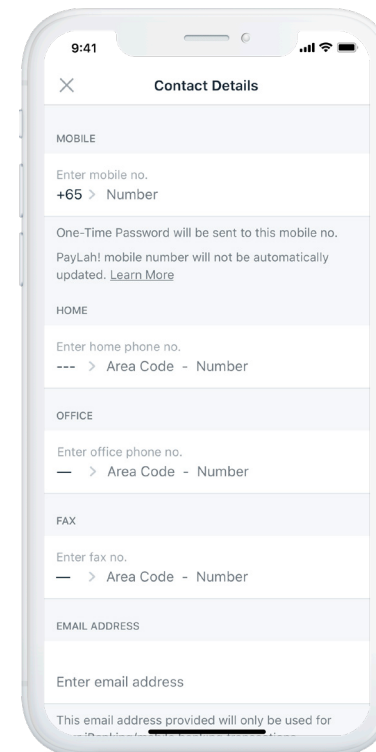 9:41
Contact Details
MOBILE
Enter mobile no.
+65 > Number
One-Time Password will be sent to this mobile no.
PayLah! mobile number will not be automatically
updated. Learn More
HOME
Enter home phone no.
--- > Area Code - Number
OFFICE
Enter office phone no.
— > Area Code - Number
FAX
Enter fax no.
— > Area Code - Number
EMAIL ADDRESS
Enter email address
This email address provided will only be used for